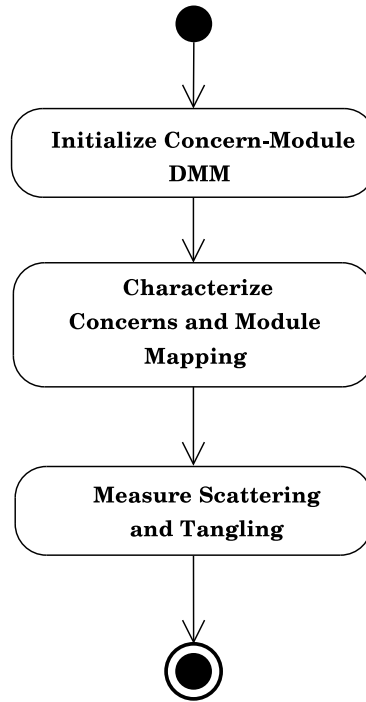 Initialize Concern-Module
DMM
Characterize
Concerns and Module
Mapping
Measure Scattering
and Tangling